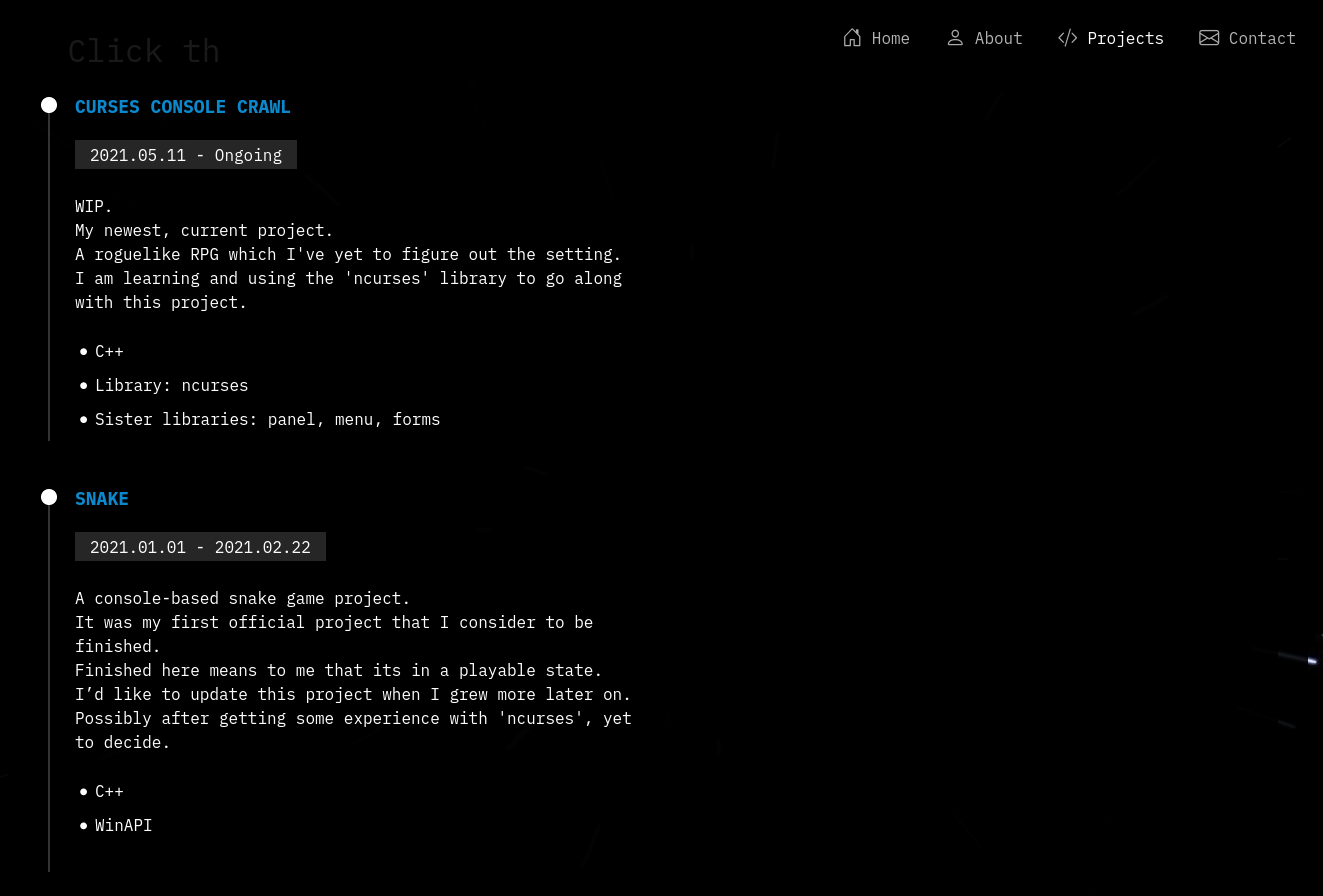 Click th
Home About Projects Contact
CURSES CONSOLE CRAWL
2021.05.11 - Ongoing
WIP.
My newest, current project.
A roguelike RPG which I've yet to figure out the setting.
I am learning and using the 'ncurses' library to go along
with this project.
C++
Library: ncurses
Sister libraries: panel, menu, forms
SNAKE
2021.01.01 - 2021.02.22
A console-based snake game project.
It was my first official project that I consider to be
finished.
Finished here means to me that its in a playable state.
I’d like to update this project when I grew more later on.
Possibly after getting some experience with 'ncurses', yet
to decide.
C++
WinAPI